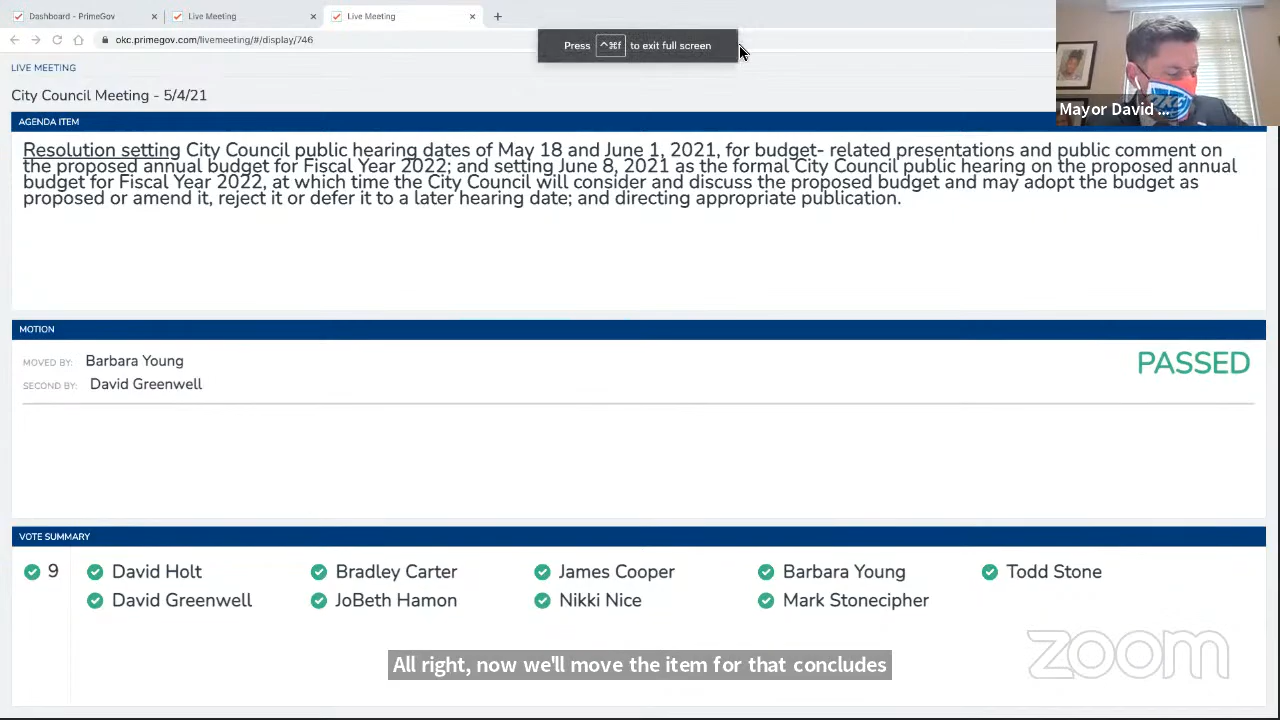 Dashboard - PrimeGov
Live Meeting
Live Meeting
okc.primegov.com/livemeeting/#/display/746
Press ^⌘f to exit full screen
LIVE MEETING
City Council Meeting - 5/4/21
Mayor David ...
AGENDA ITEM
Resolution setting City Council public hearing dates of May 18 and June 1, 2021, for budget- related presentations and public comment on
the proposed annual budget for Fiscal Year 2022; and setting June 8, 2021 as the formal City Council public hearing on the proposed annual
budget for Fiscal Year 2022, at which time the City Council will consider and discuss the proposed budget and may adopt the budget as
proposed or amend it, reject it or defer it to a later hearing date; and directing appropriate publication.
MOTION
MOVED BY: Barbara Young
PASSED
SECOND BY: David Greenwell
VOTE SUMMARY
9 David Holt Bradley Carter James Cooper Barbara Young Todd Stone
David Greenwell JoBeth Hamon Nikki Nice Mark Stonecipher
zoom
All right, now we'll move the item for that concludes